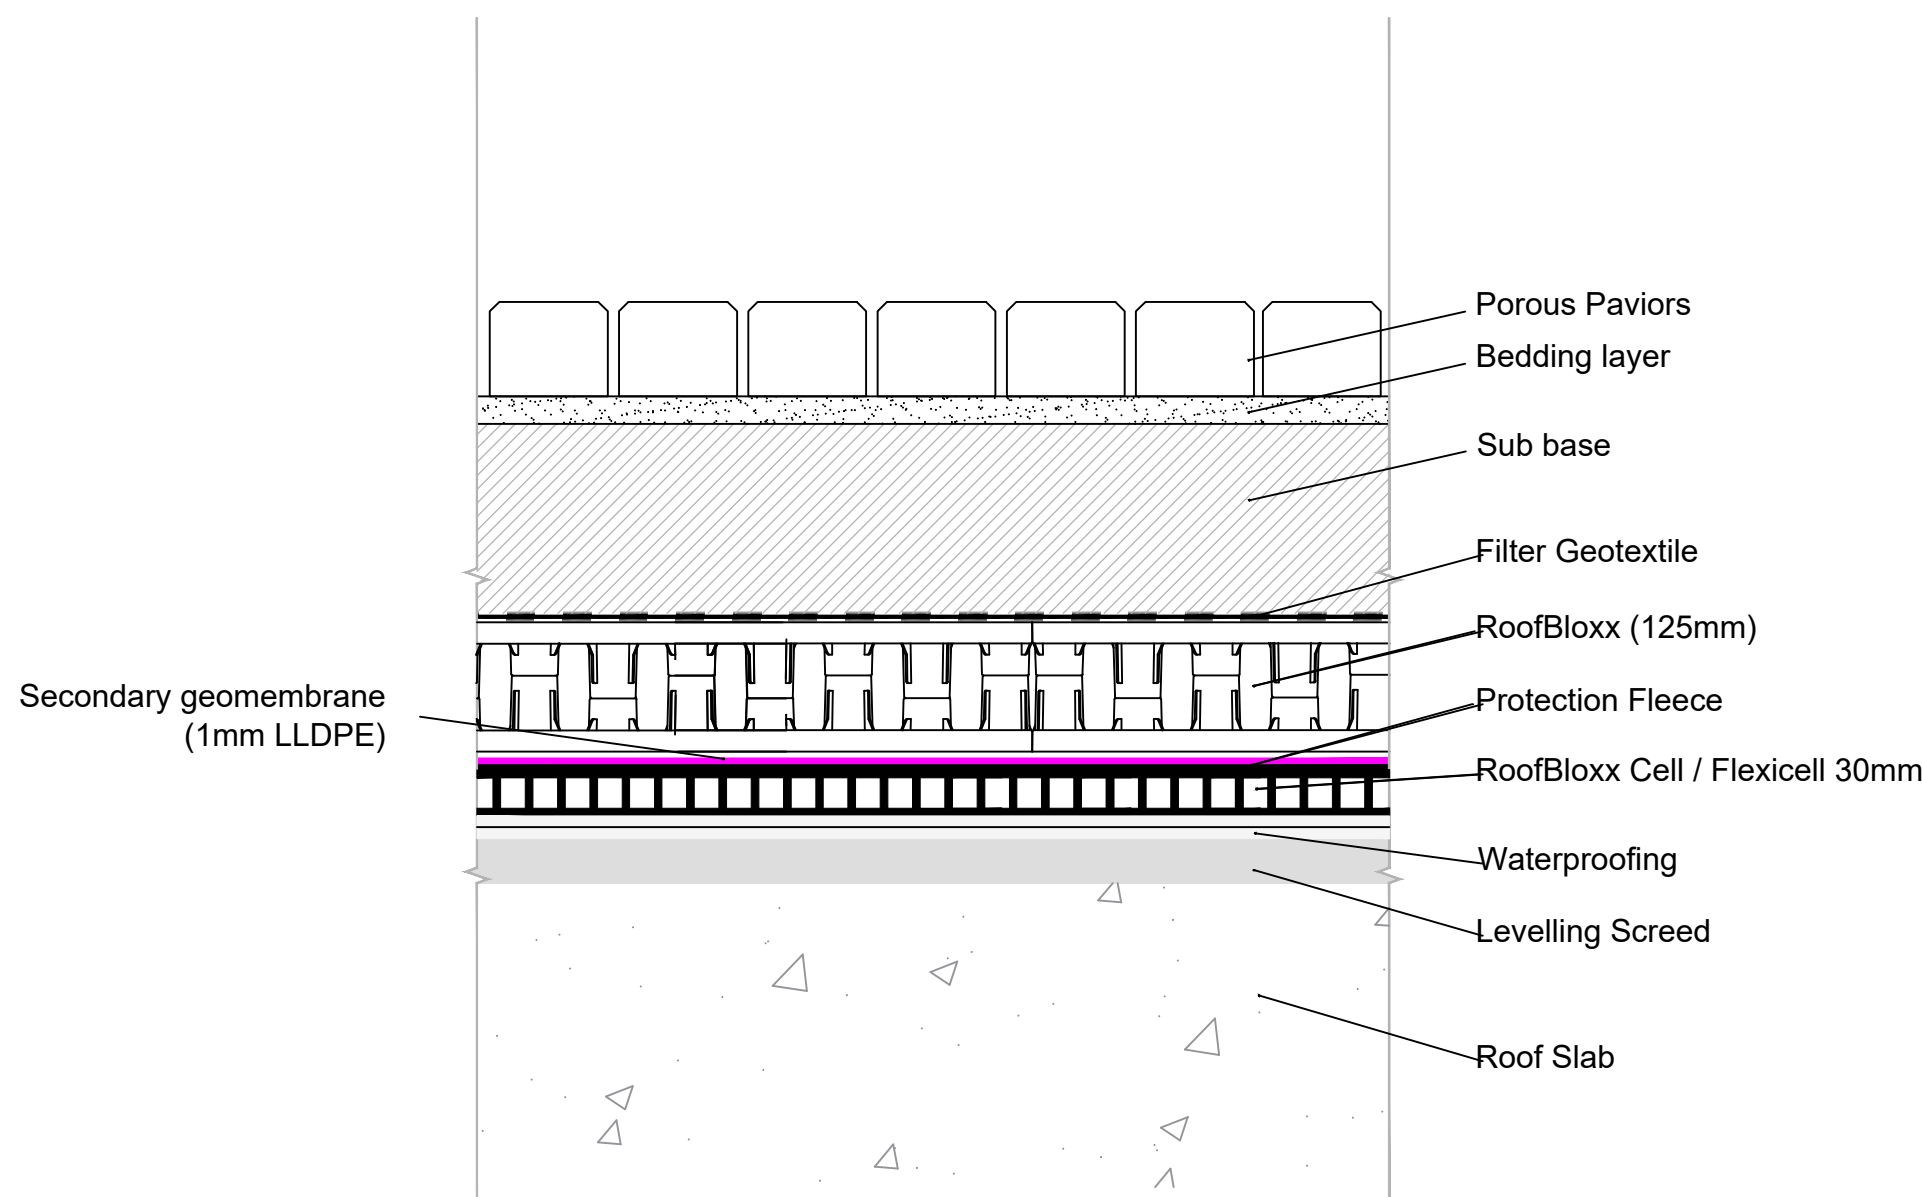 Porous Paviors
Bedding layer
Sub base
Filter Geotextile
RoofBloxx (125mm)
Secondary geomembrane
(1mm LLDPE)
Protection Fleece
RoofBloxx Cell / Flexicell 30mm
Waterproofing
Levelling Screed
Roof Slab